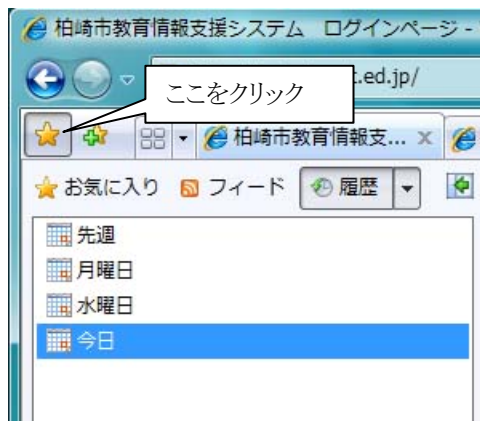 柏崎市教育情報支援システム ログインページ -
ここをクリック
t.ed.jp/
柏崎市教育情報支... x
お気に入り フィード 履歴
先週
月曜日
水曜日
今日